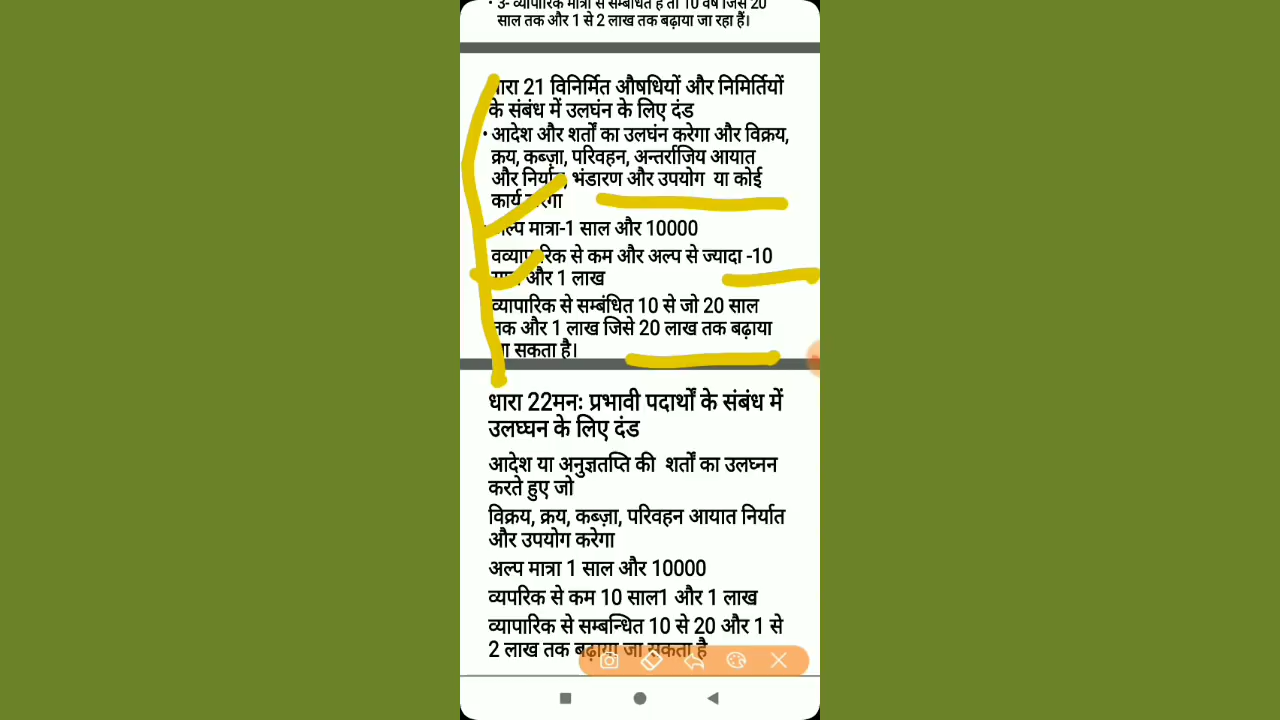 3- व्यापारिक मात्रा से सम्बंधित है तो 10 वर्ष जिसे 20
साल तक और 1 से 2 लाख तक बढ़ाया जा रहा हैं।
धारा 21 विनिर्मित औषधियों और निमिर्तियों
के संबंध में उलघंन के लिए दंड
• आदेश और शर्तों का उलघंन करेगा और विक्रय,
क्रय, कब्ज़ा, परिवहन, अन्तर्राजिय आयात
और निर्यात, भंडारण और उपयोग या कोई
कार्य करेगा
अल्प मात्रा-1 साल और 10000
वव्यापारिक से कम और अल्प से ज्यादा -10
साल और 1 लाख
व्यापारिक से सम्बंधित 10 से जो 20 साल
तक और 1 लाख जिसे 20 लाख तक बढ़ाया
जा सकता है।
धारा 22मनः प्रभावी पदार्थों के संबंध में
उलघ्घन के लिए दंड
आदेश या अनुज्ञतप्ति की शर्तों का उलघ्नन
करते हुए जो
विक्रय, क्रय, कब्ज़ा, परिवहन आयात निर्यात
और उपयोग करेगा
अल्प मात्रा 1 साल और 10000
व्यपरिक से कम 10 साल1 और 1 लाख
व्यापारिक से सम्बन्धित 10 से 20 और 1 से
2 लाख तक बढ़ाया जा सकता है